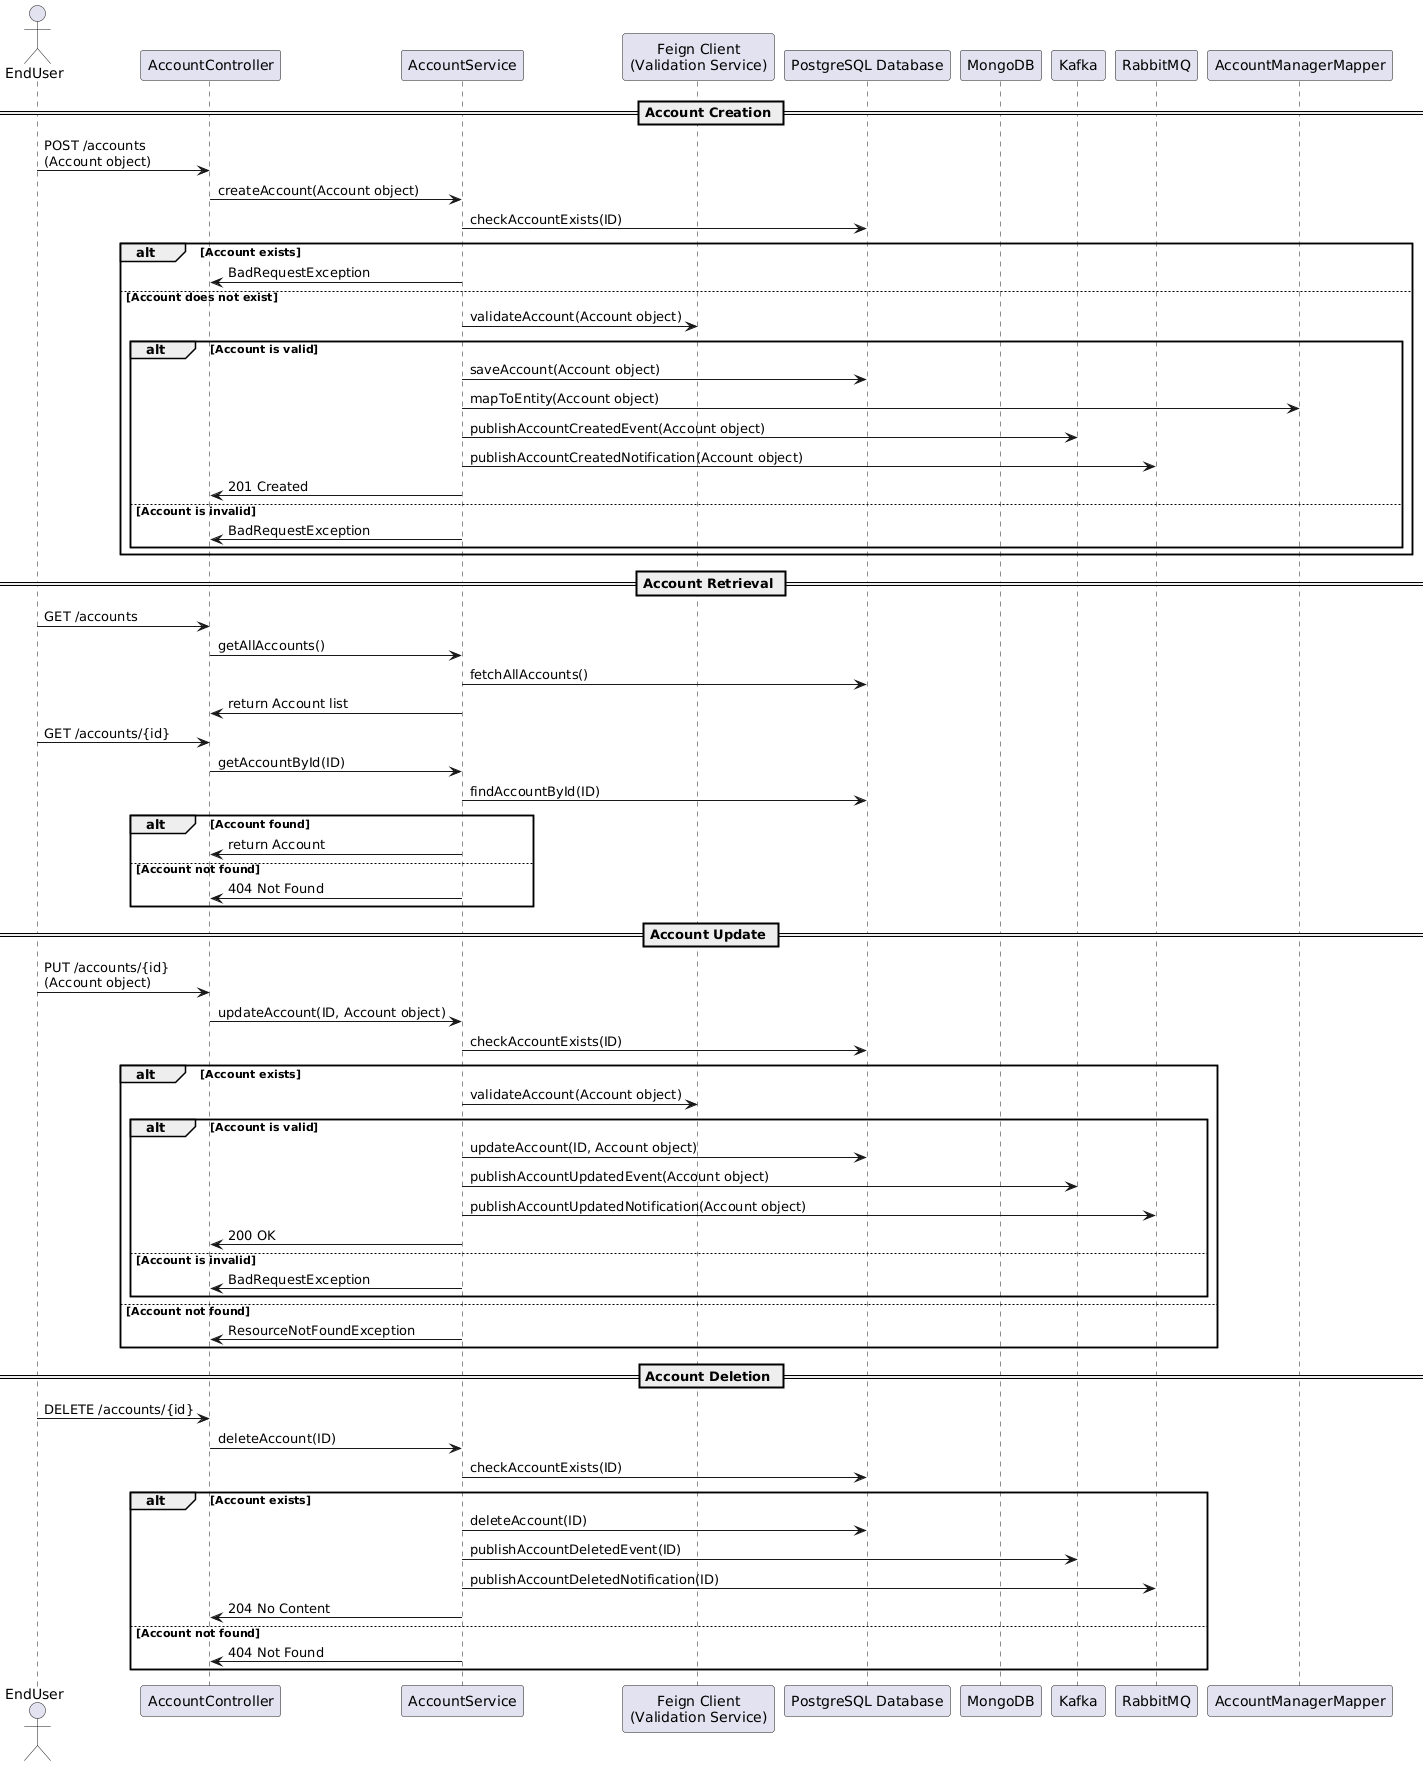 EndUser
AccountController
AccountService
Feign Client
(Validation Service)
PostgreSQL Database
MongoDB
Kafka
RabbitMQ
AccountManagerMapper
Account Creation
POST /accounts
(Account object)
createAccount(Account object)
checkAccountExists(ID)
alt
[Account exists]
BadRequestException
[Account does not exist]
validateAccount(Account object)
alt
[Account is valid]
saveAccount(Account object)
mapToEntity(Account object)
publishAccountCreatedEvent(Account object)
publishAccountCreatedNotification(Account object)
201 Created
[Account is invalid]
BadRequestException
Account Retrieval
GET /accounts
getAllAccounts()
fetchAllAccounts()
return Account list
GET /accounts/{id}
getAccountById(ID)
findAccountById(ID)
alt
[Account found]
return Account
[Account not found]
404 Not Found
Account Update
PUT /accounts/{id}
(Account object)
updateAccount(ID, Account object)
checkAccountExists(ID)
alt
[Account exists]
validateAccount(Account object)
alt
[Account is valid]
updateAccount(ID, Account object)
publishAccountUpdatedEvent(Account object)
publishAccountUpdatedNotification(Account object)
200 OK
[Account is invalid]
BadRequestException
[Account not found]
ResourceNotFoundException
Account Deletion
DELETE /accounts/{id}
deleteAccount(ID)
checkAccountExists(ID)
alt
[Account exists]
deleteAccount(ID)
publishAccountDeletedEvent(ID)
publishAccountDeletedNotification(ID)
204 No Content
[Account not found]
404 Not Found
EndUser
AccountController
AccountService
Feign Client
(Validation Service)
PostgreSQL Database
MongoDB
Kafka
RabbitMQ
AccountManagerMapper